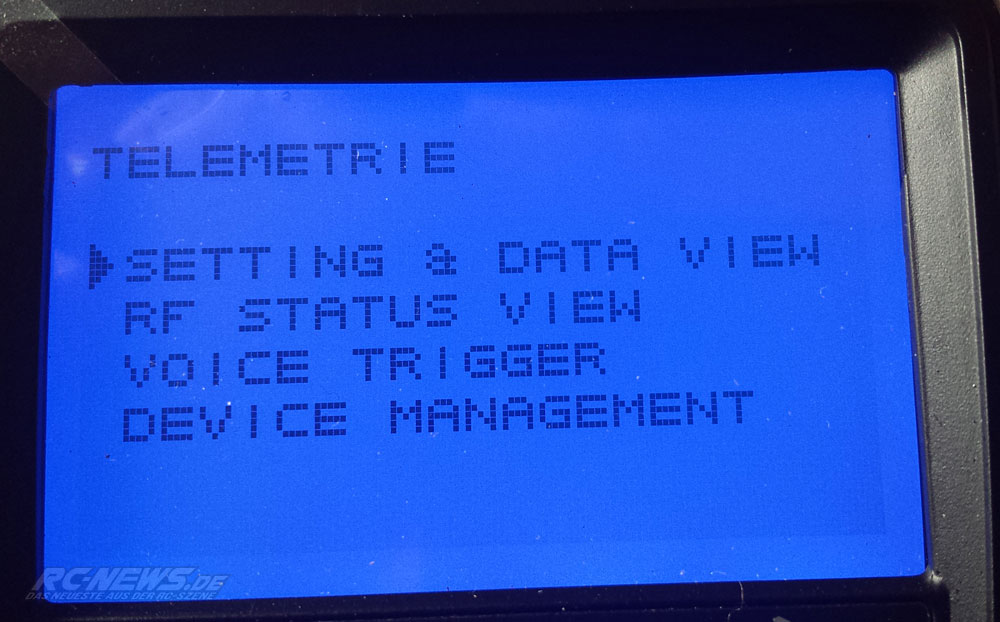 TELEMETRIE
SETTING & DATA VIEW
RF STATUS VIEW
VOICE TRIGGER
DEVICE MANAGEMENT
RC-NEWS.DE
DAS NEUESTE AUS DER RC-SZENE